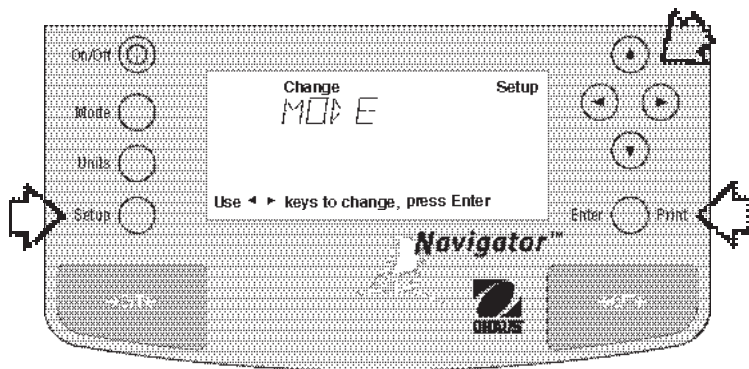 On/Off
Change Setup
MODE
Mode
Units
Use ◄ ► keys to change, press Enter
Setup
Enter Print
Navigator™
OHAUS